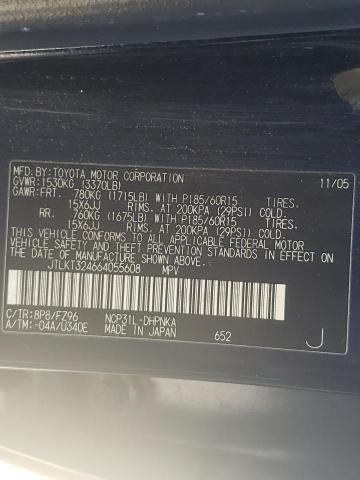 MFD.BY:TOYOTA MOTOR CORPORATION 11/05
GVWR:1530KG (3370LB)
GAWR:FRT. 780KG (1715LB) WITH P185/60R15 TIRES.
15X6JJ RIMS. AT 200KPA (29PSI) COLD
RR. 760KG (1675LB) WITH P185/60R15 TIRES.
15X6JJ RIMS. AT 200KPA (29PSI) COLD
THIS VEHICLE CONFORMS TO ALL APPLICABLE
FEDERAL MOTOR VEHICLE SAFETY AND
THEFT PREVENTION STANDARDS IN EFFECT ON
THE DATE OF MANUFACTURE SHOWN ABOVE.
JTLKT324664055608 MPV
C/TR:8P8/FZ96 NCP31L-DHPNKA
A/TM:-04A/U340E MADE IN JAPAN 652 J